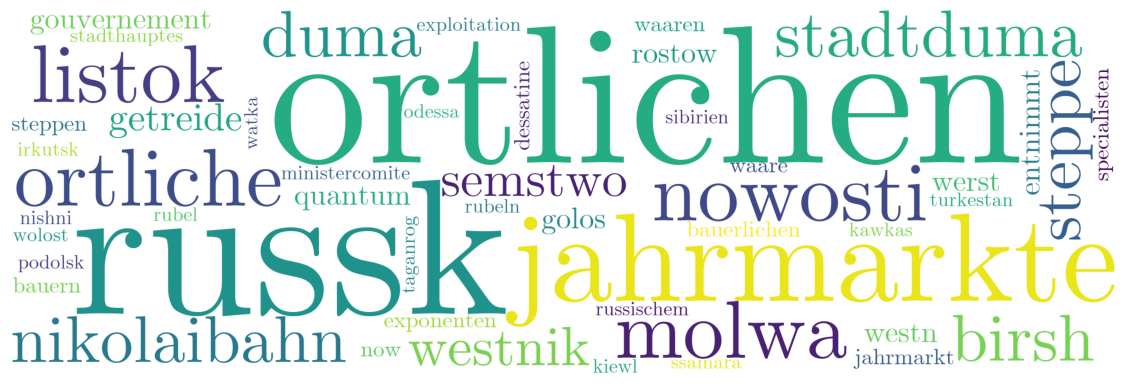 gouvernement
stadthauptes
duma
exploitation
waaren
stadtduma
listok
ortlichen
rostow
steppe
getreide
steppen
watka
odessa
dessatine
sibirien
entnimmt
specialisten
irkutsk
ortliche
ministercomite
semstwo
waare
nowosti
werst
quantum
turkestan
nishni
rubel
rubeln
golos
wolost
russk
taganrog
jahrmarkte
bauerlichen
kawkas
podolsk
bauern
exponenten
russischem
nikolaibahn
now
westnik
molwa
westn
birsh
kiewl
ssamara
jahrmarkt